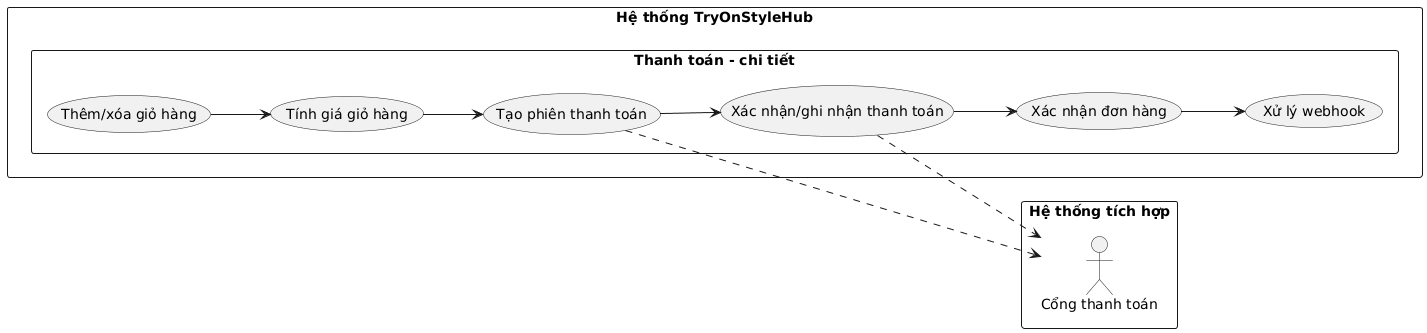 Hệ thống TryOnStyleHub
Thanh toán - chi tiết
Thêm/xóa giỏ hàng
Tính giá giỏ hàng
Tạo phiên thanh toán
Xác nhận/ghi nhận thanh toán
Xác nhận đơn hàng
Xử lý webhook
Hệ thống tích hợp
Cổng thanh toán